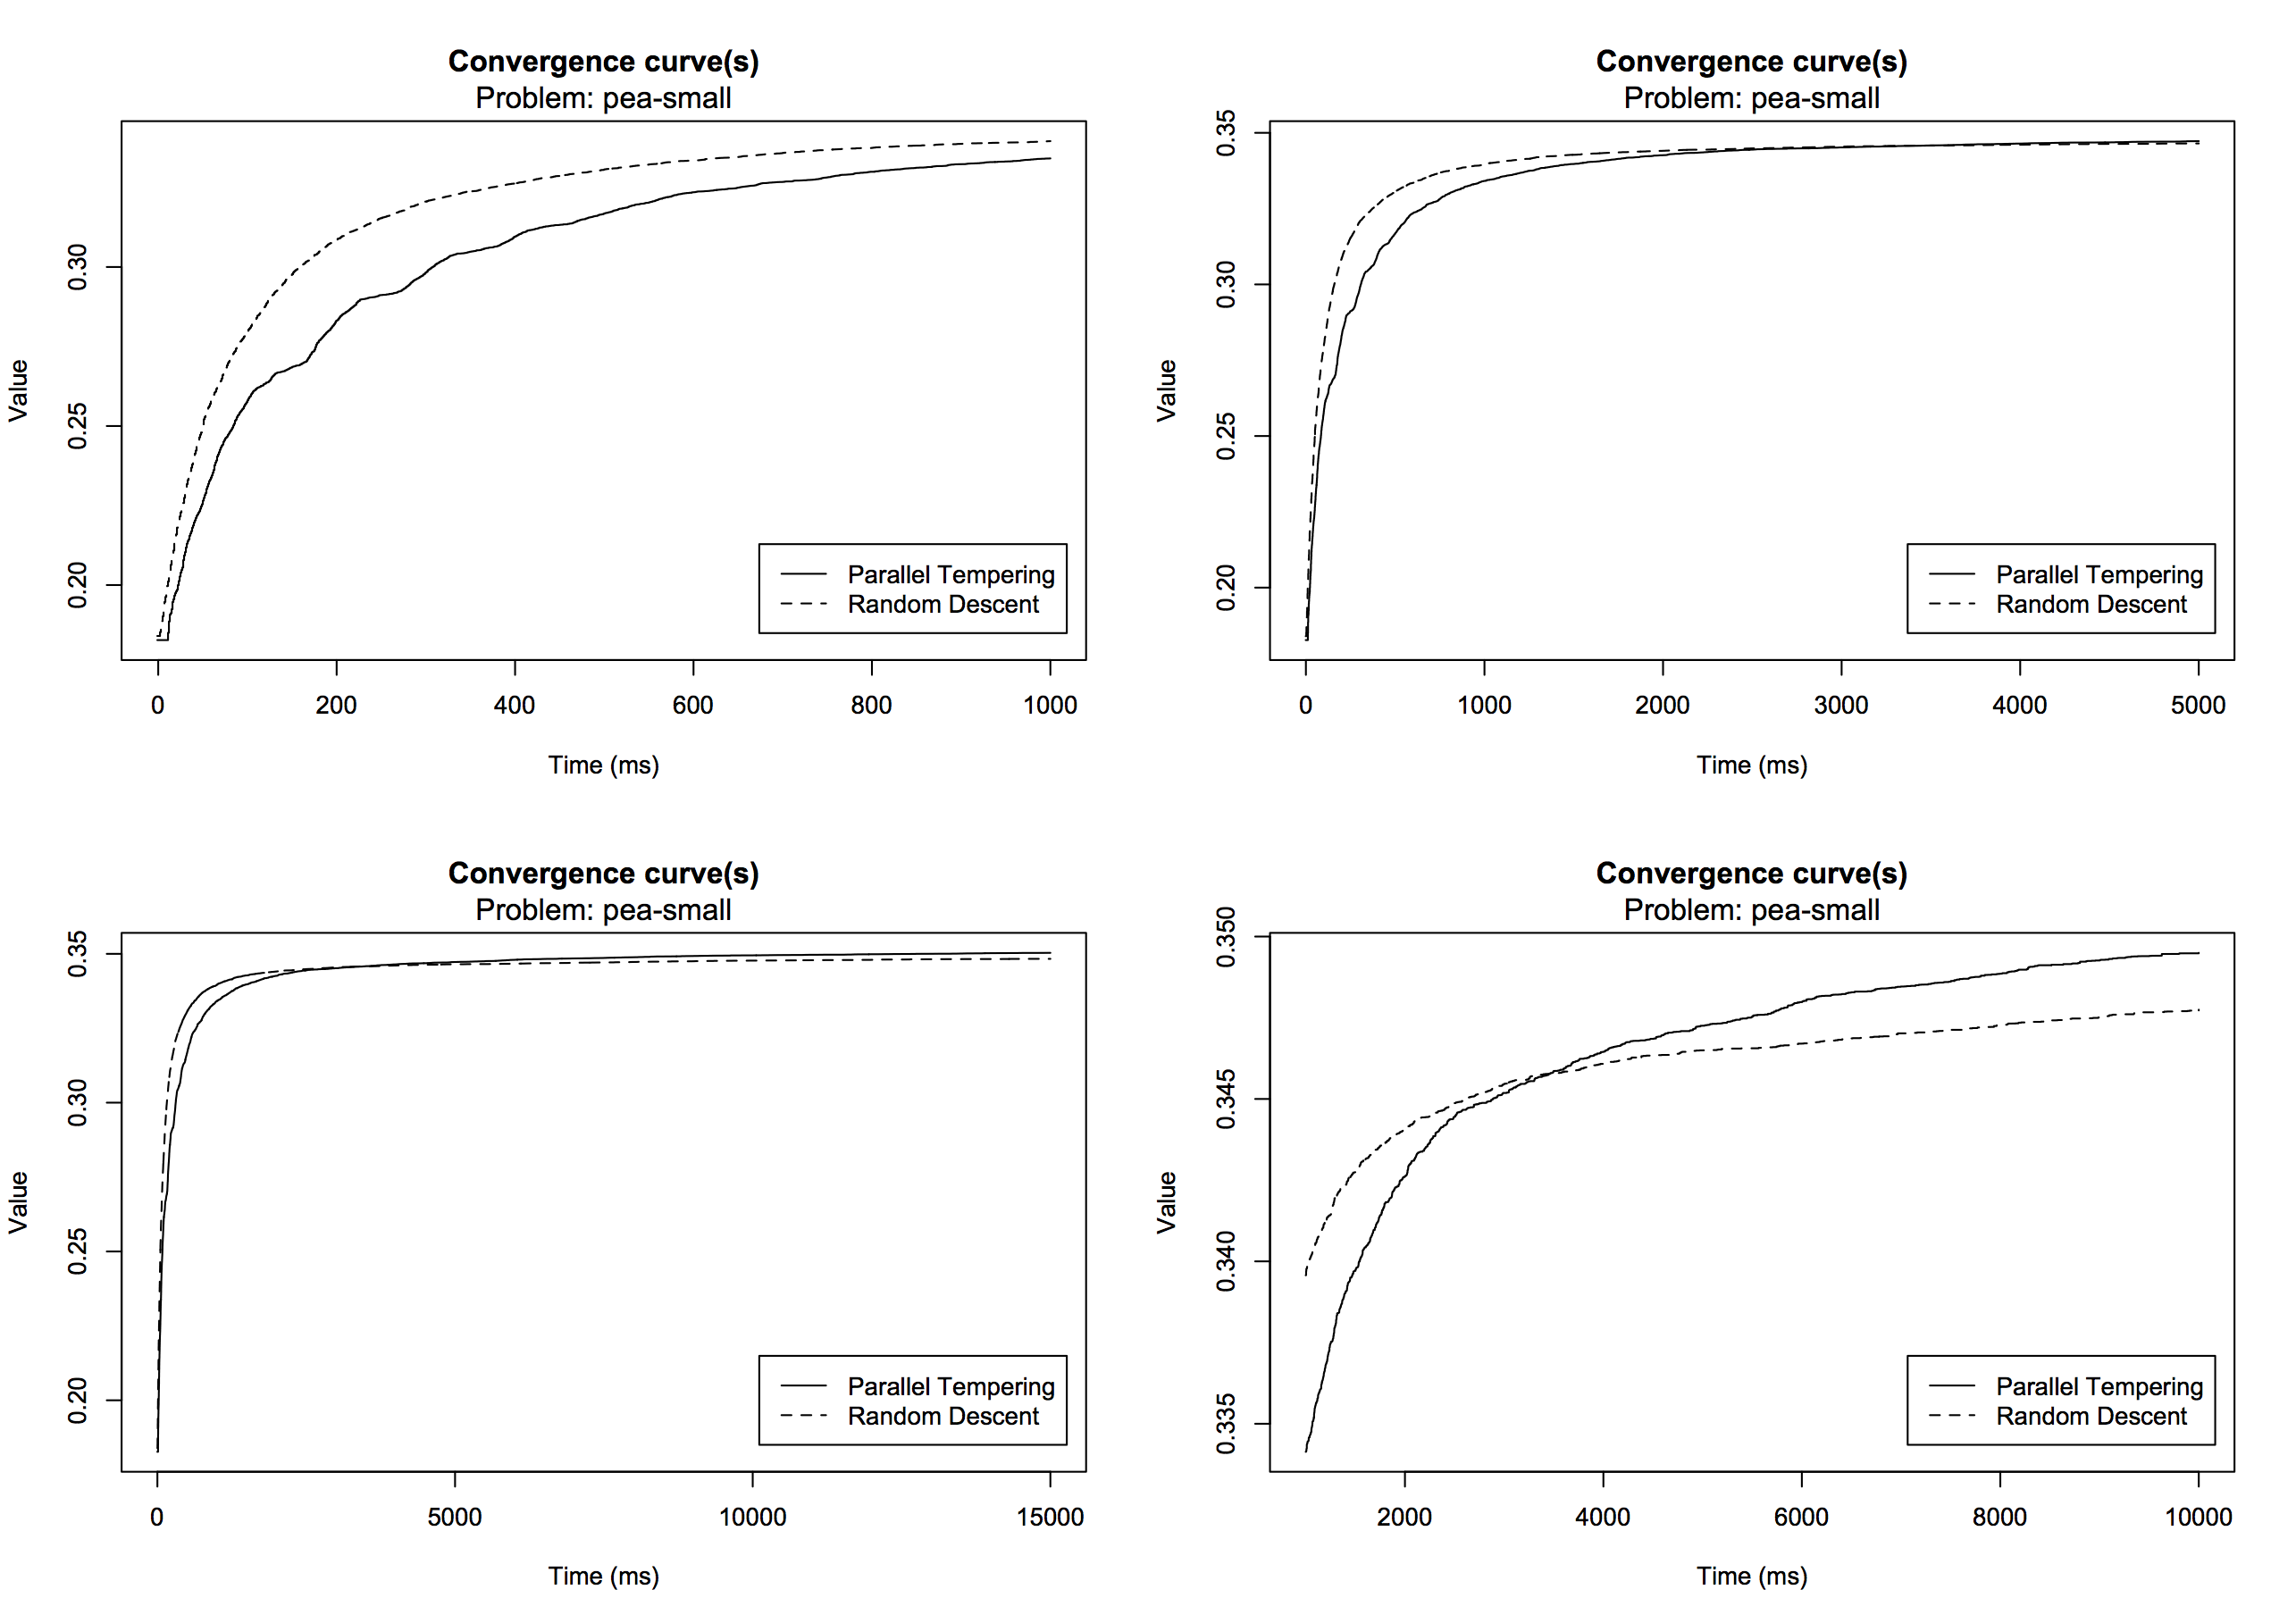 Convergence curve(s)
Problem: pea-small
Value
0.30
0.25
0.20
Parallel Tempering
Random Descent
0 200 400 600 800 1000
Time (ms)
Convergence curve(s)
Problem: pea-small
Value
0.35
0.30
0.25
0.20
Parallel Tempering
Random Descent
0 1000 2000 3000 4000 5000
Time (ms)
Convergence curve(s)
Problem: pea-small
Value
0.35
0.30
0.25
0.20
Parallel Tempering
Random Descent
0 5000 10000 15000
Time (ms)
Convergence curve(s)
Problem: pea-small
Value
0.350
0.345
0.340
0.335
Parallel Tempering
Random Descent
2000 4000 6000 8000 10000
Time (ms)